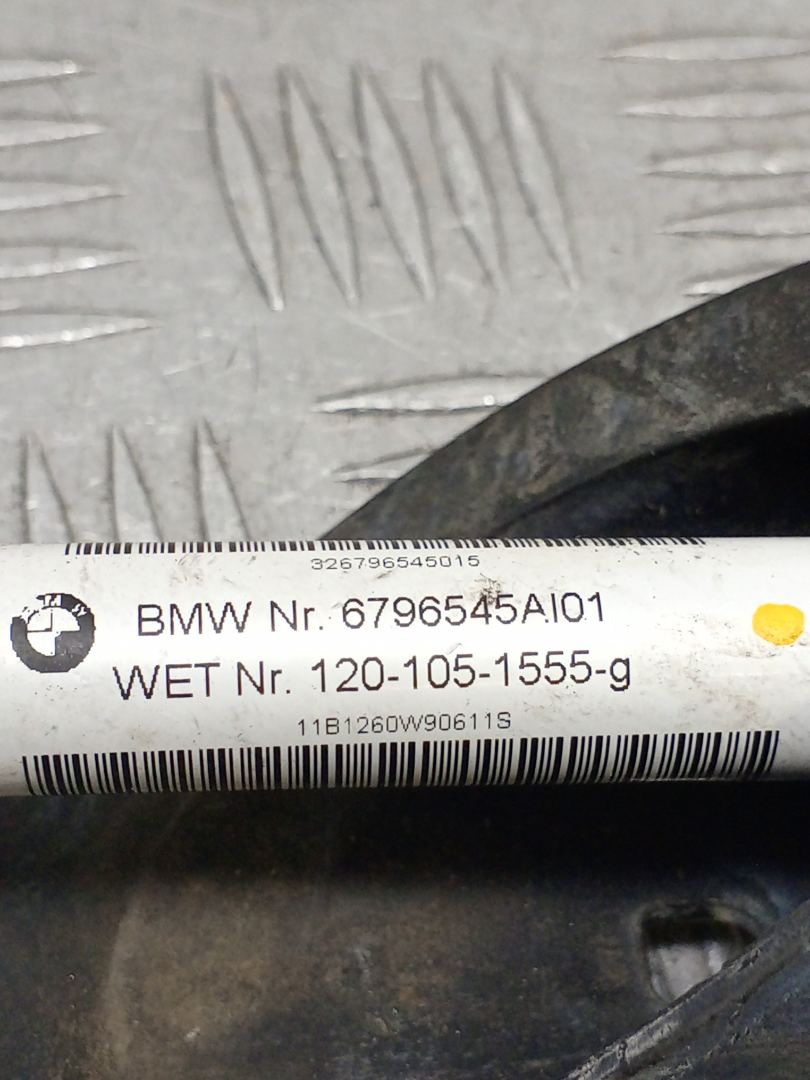 326796545015
BMW Nr. 6796545AI01
WET Nr. 120-105-1555-g
11B1260W90611S